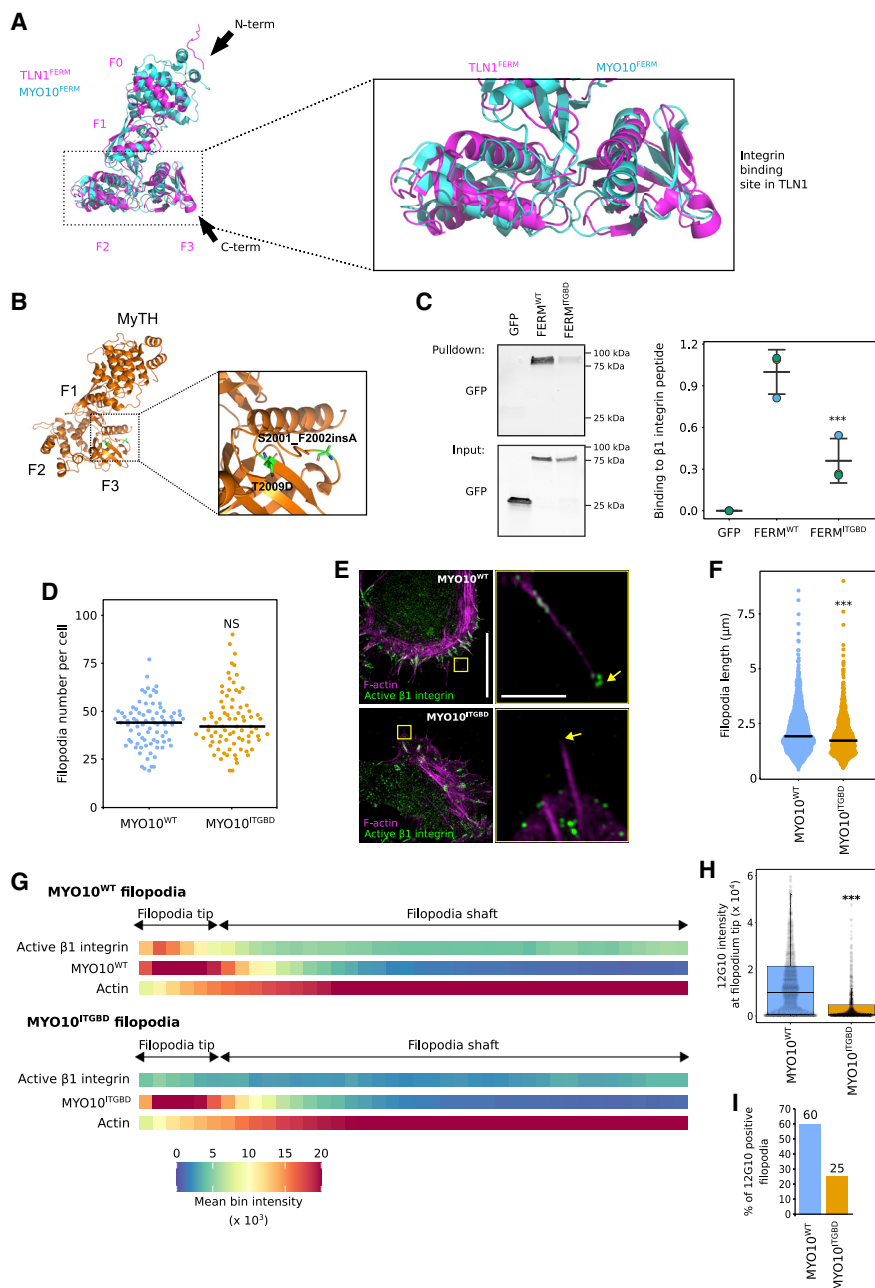 A
N-term
TLN1FERM
MYO10FERM
F0
F1
F2
F3
C-term
TLN1FERM
MYO10FERM
Integrin
binding
site in TLN1
B
MyTH
F1
F2
F3
S2001_F2002insA
T2009D
C
GFP
FERMWT
FERMITGBD
Pulldown:
GFP
100 kDa
75 kDa
25 kDa
Input:
GFP
100 kDa
75 kDa
25 kDa
Binding to β1 integrin peptide
1.2
0.9
0.6
0.3
0.0
***
GFP
FERMWT
FERMITGBD
D
Filopodia number per cell
100
75
50
25
0
NS
MYO10WT
MYO10ITGBD
E
MYO10WT
F-actin
Active β1 integrin
MYO10ITGBD
F-actin
Active β1 integrin
F
Filopodia length (µm)
7.5
5.0
2.5
0
***
MYO10WT
MYO10ITGBD
G
MYO10WT filopodia
Filopodia tip
Filopodia shaft
Active β1 integrin
MYO10WT
Actin
MYO10ITGBD filopodia
Filopodia tip
Filopodia shaft
Active β1 integrin
MYO10ITGBD
Actin
0 5 10 15 20
Mean bin intensity
(x 10³)
H
12G10 intensity
at filopodium tip (x 10⁴)
6
4
2
0
***
MYO10WT
MYO10ITGBD
I
% of 12G10 positive
filopodia
80
70
60
50
40
30
20
10
0
60
25
MYO10WT
MYO10ITGBD